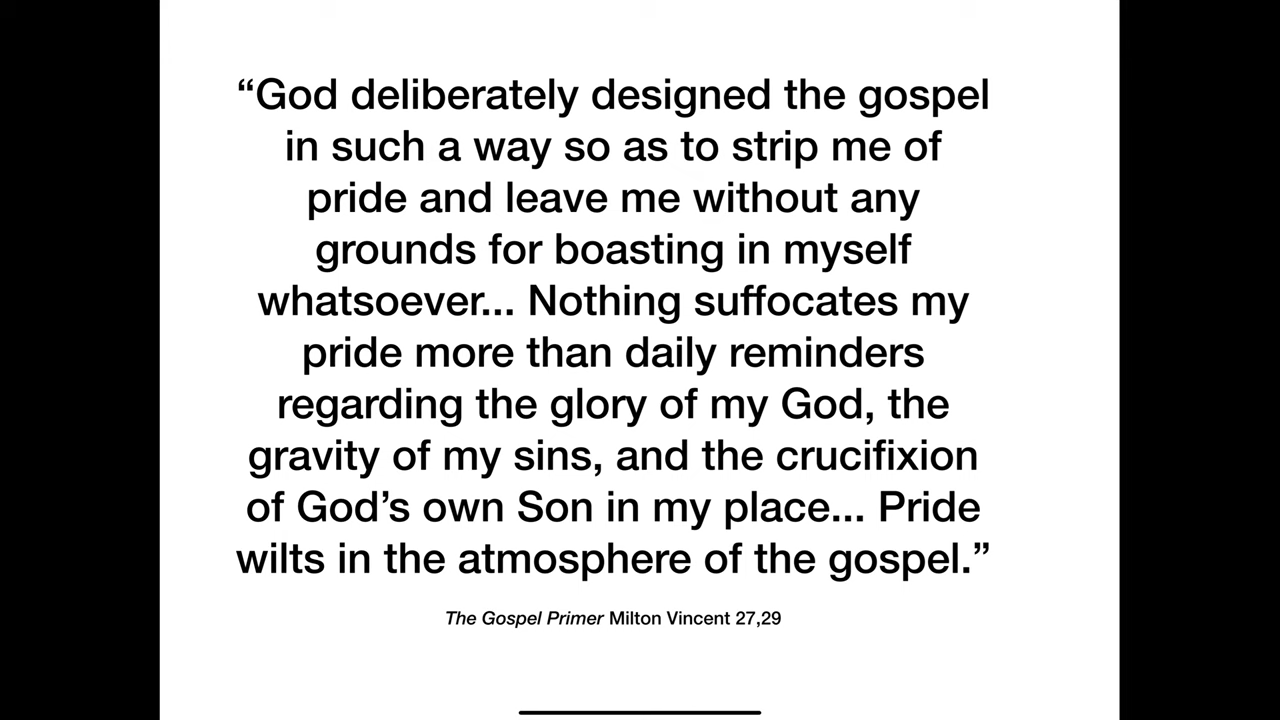 “God deliberately designed the gospel
in such a way so as to strip me of
pride and leave me without any
grounds for boasting in myself
whatsoever... Nothing suffocates my
pride more than daily reminders
regarding the glory of my God, the
gravity of my sins, and the crucifixion
of God’s own Son in my place... Pride
wilts in the atmosphere of the gospel.”
The Gospel Primer Milton Vincent 27,29